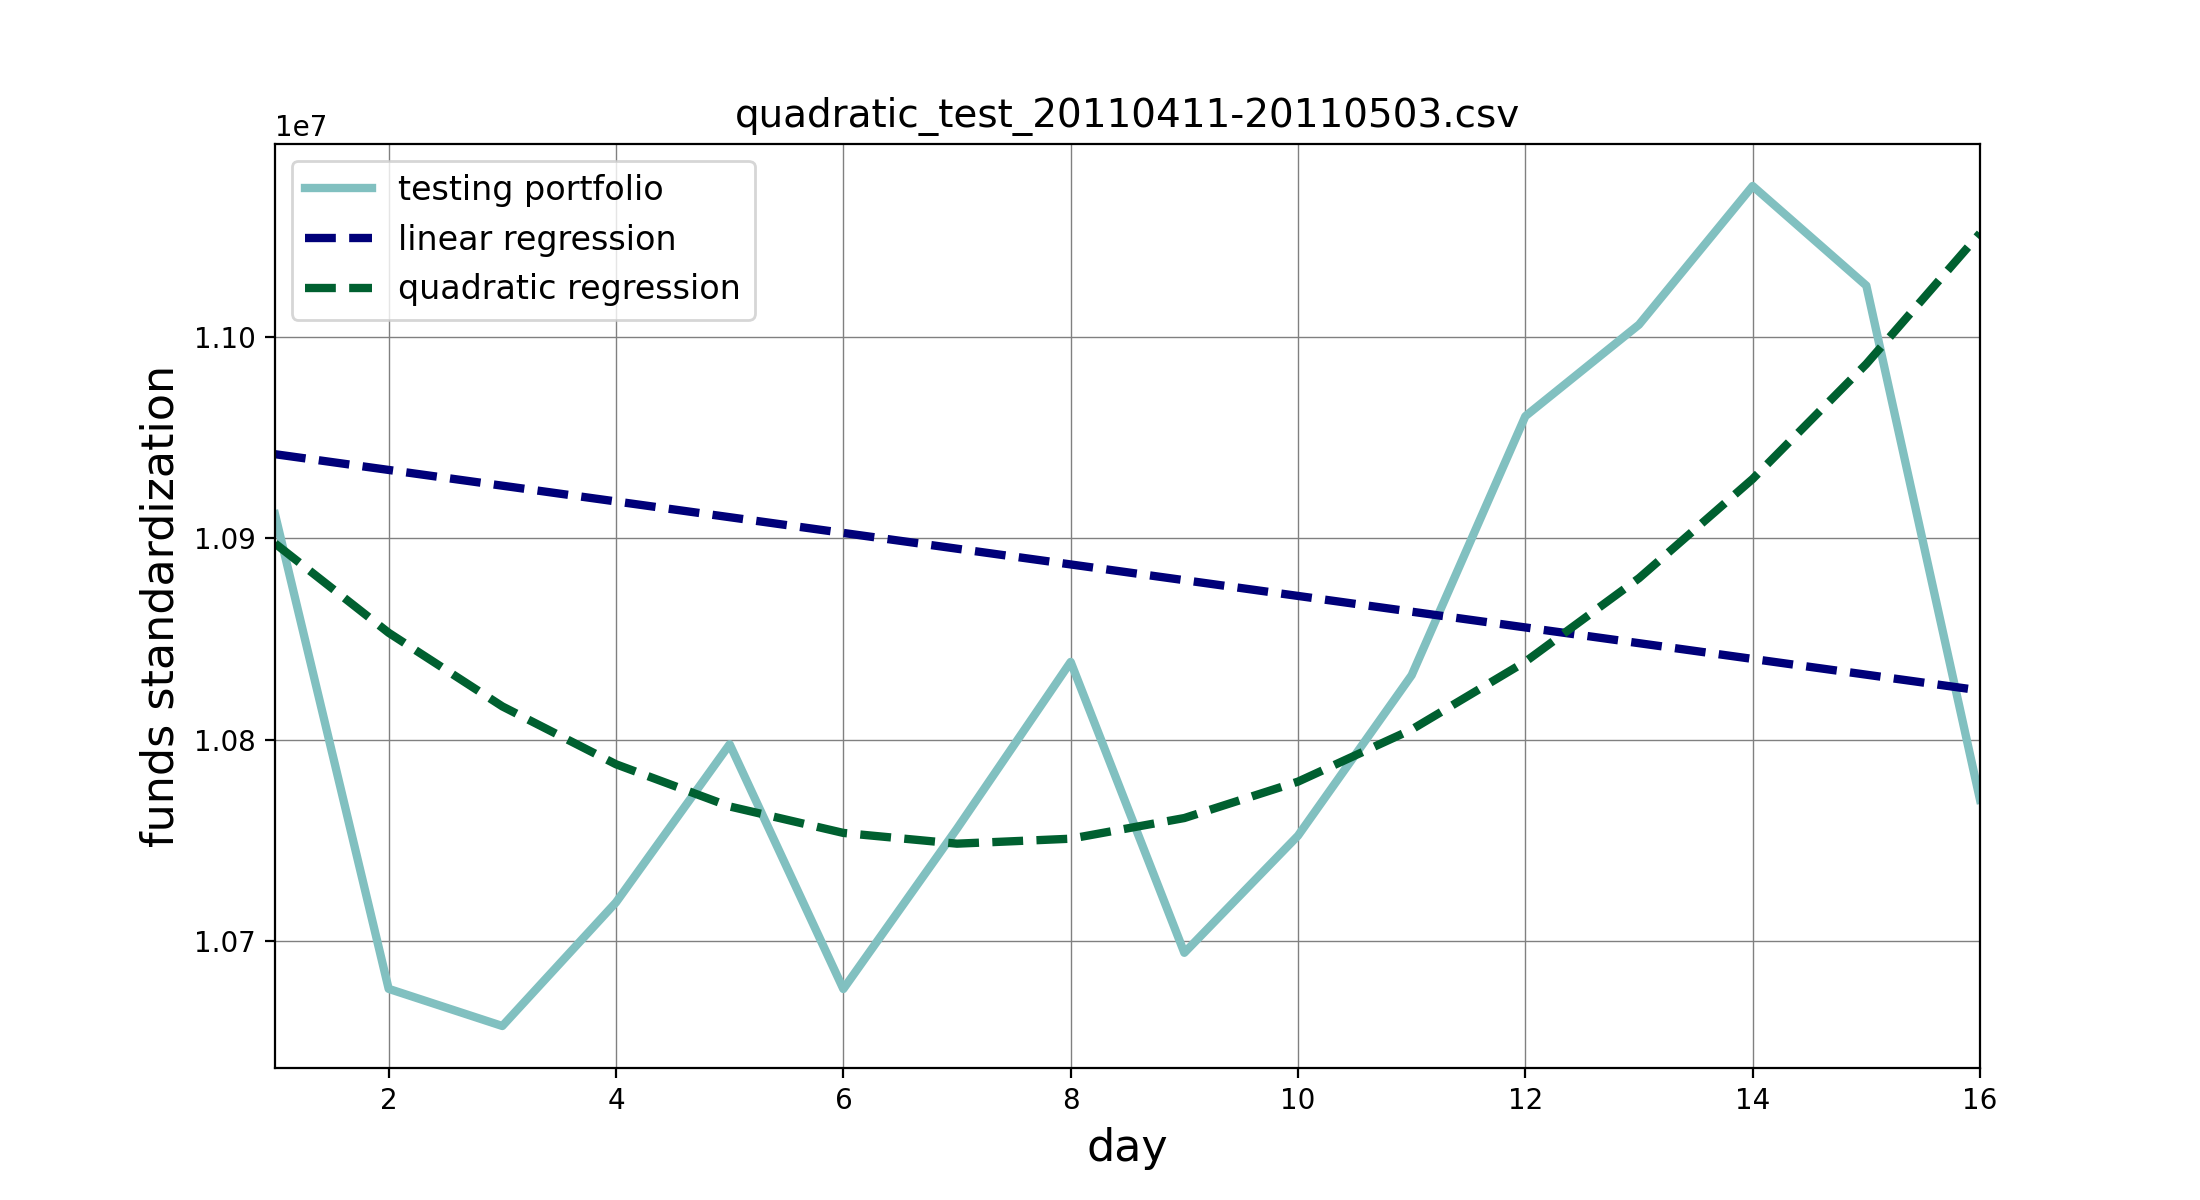 quadratic_test_20110411-20110503.csv
1e7
testing portfolio
linear regression
quadratic regression
1.10
1.09
1.08
1.07
funds standardization
2 4 6 8 10 12 14 16
day